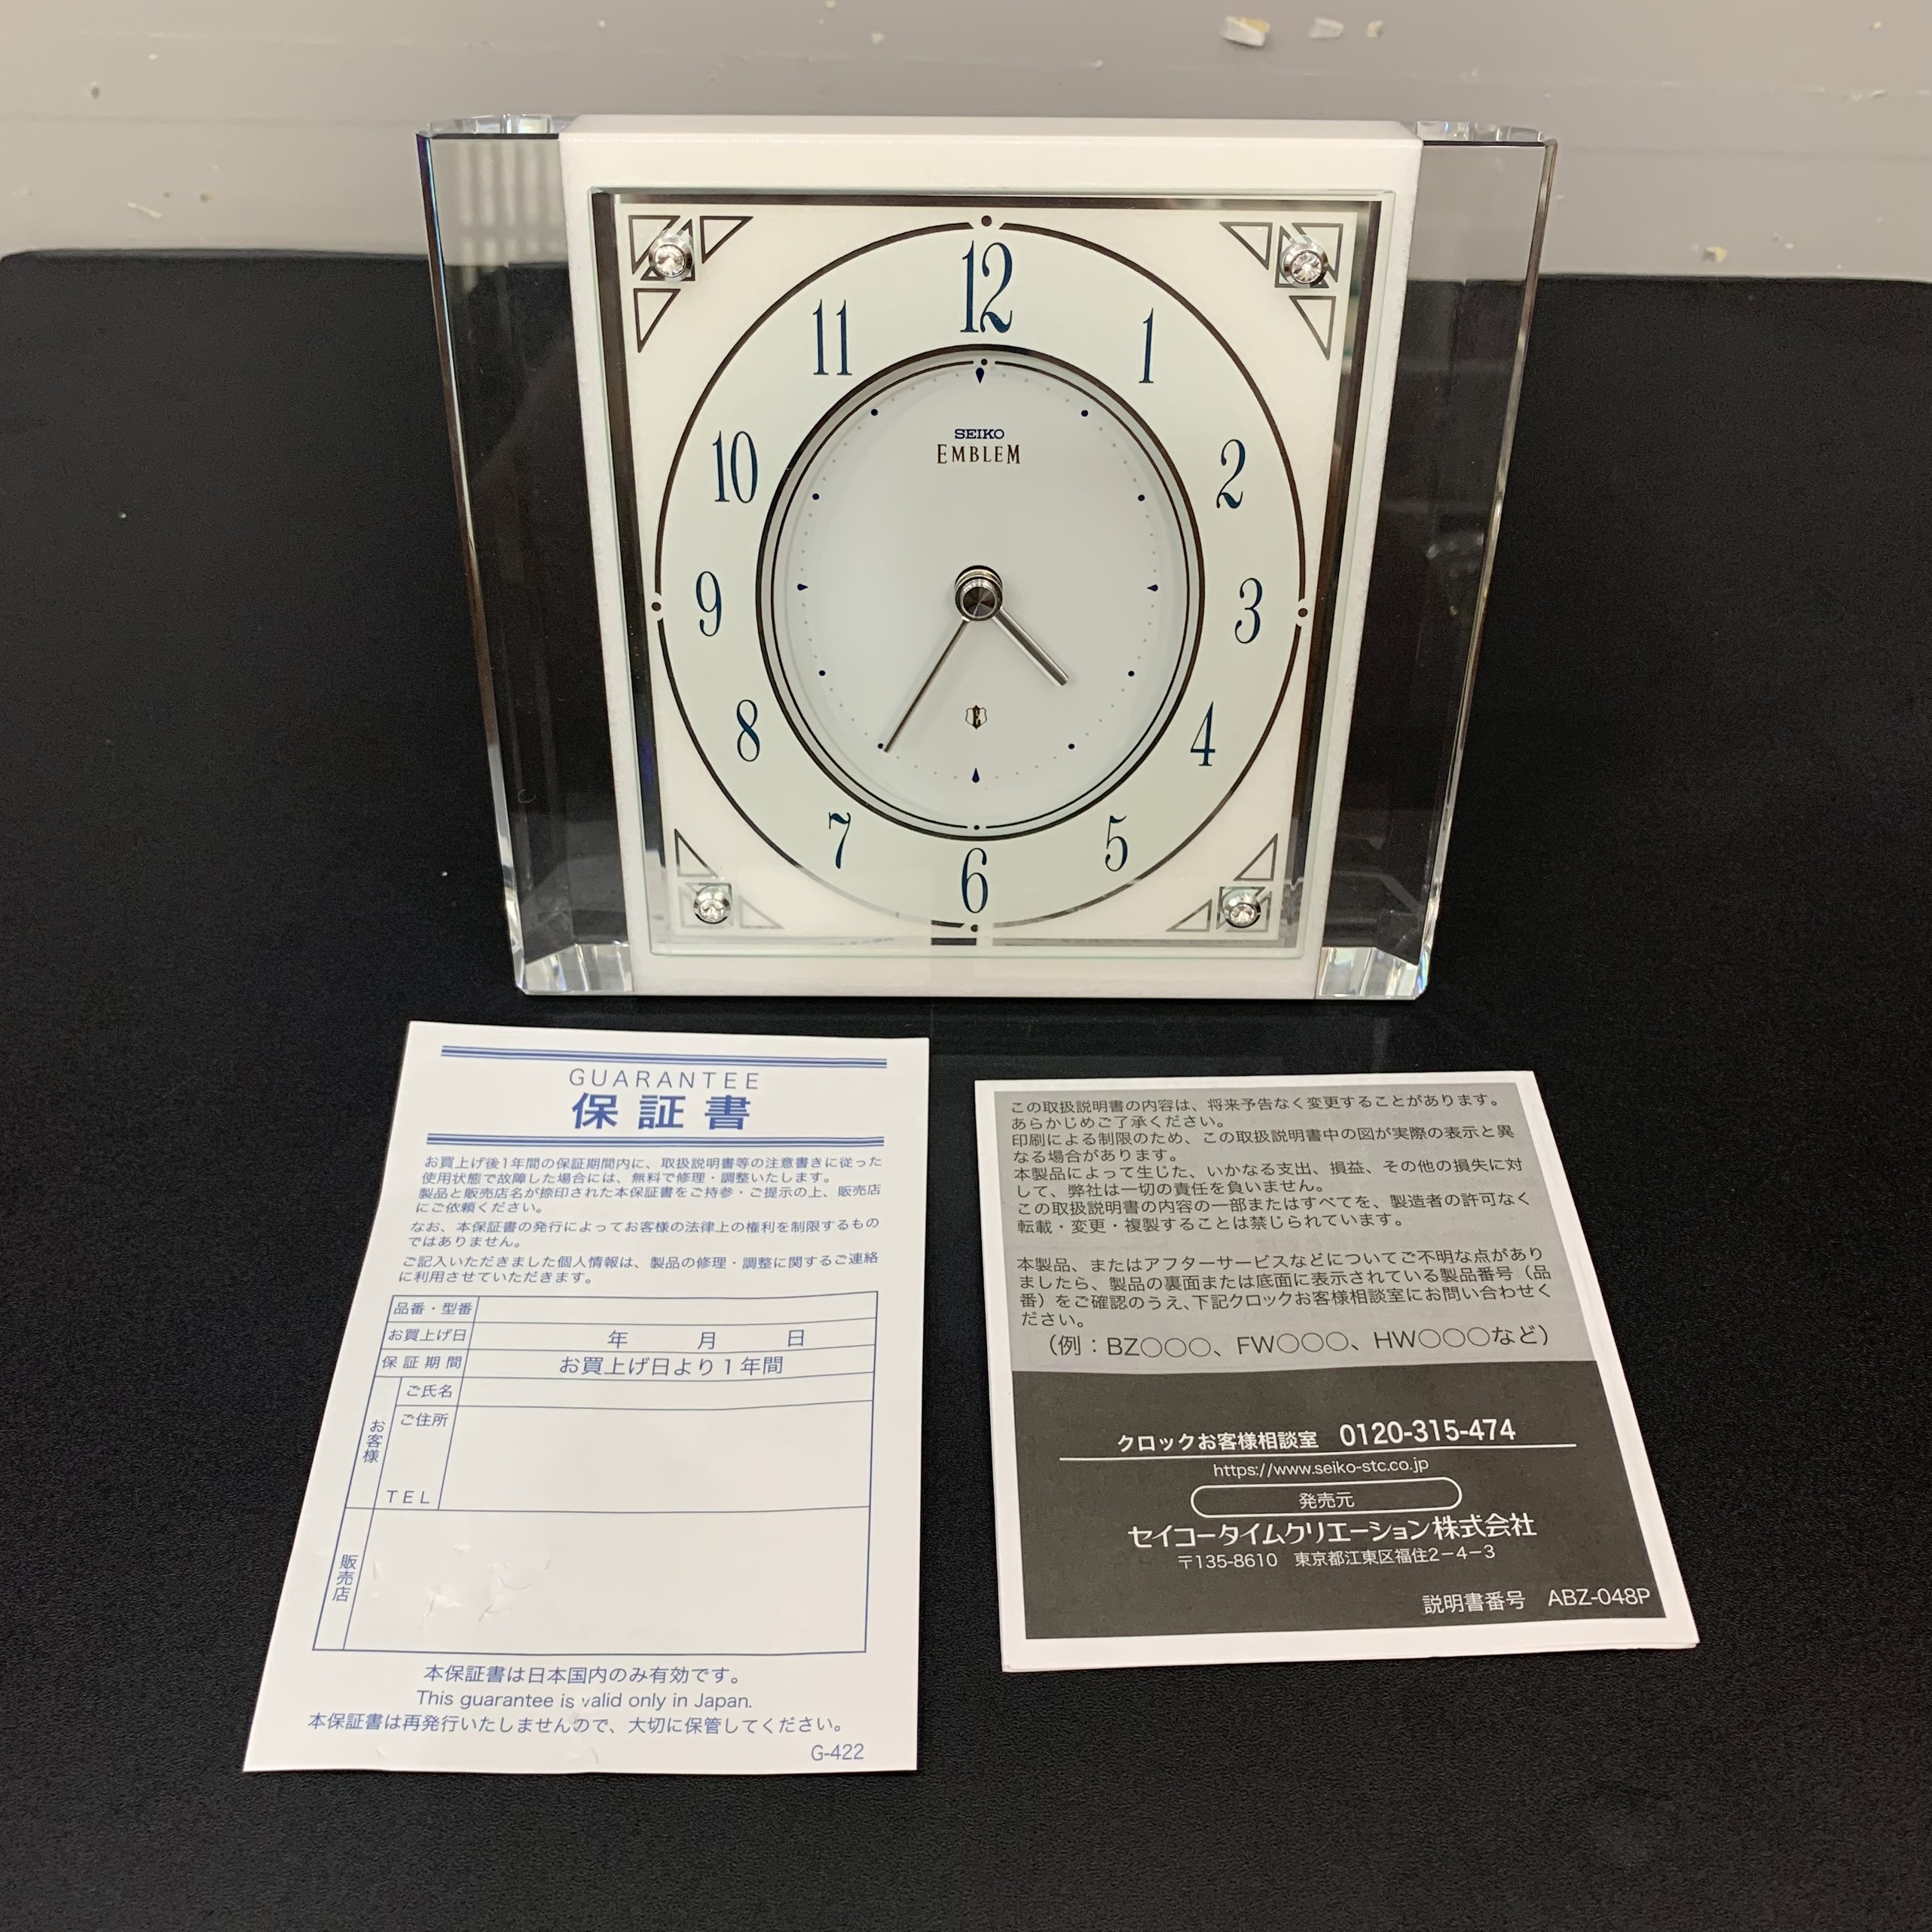 12
11
1
10
2
9
3
8
4
7
5
6
SEIKO
EMBLEM
E
GUARANTEE
保証書
お買上げ後1年間の保証期間内に、取扱説明書等の注意書きに従った
使用状態で故障した場合には、無料で修理・調整いたします。
製品と販売店名が捺印された本保証書をご持参・ご提示の上、販売店
にご依頼ください。
なお、本保証書の発行によってお客様の法律上の権利を制限するもの
ではありません。
ご記入いただきました個人情報は、製品の修理・調整に関するご連絡
に利用させていただきます。
品番・型番
お買上げ日 年 月 日
保証期間 お買上げ日より1年間
お客様
ご氏名
ご住所
TEL
販売店
本保証書は日本国内のみ有効です。
This guarantee is valid only in Japan.
本保証書は再発行いたしませんので、大切に保管してください。
G-422
この取扱説明書の内容は、将来予告なく変更することがあります。
あらかじめご了承ください。
印刷による制限のため、この取扱説明書中の図が実際の表示と異
なる場合があります。
本製品によって生じた、いかなる支出、損益、その他の損失に対
して、弊社は一切の責任を負いません。
この取扱説明書の内容の一部またはすべてを、製造者の許可なく
転載・変更・複製することは禁じられています。
本製品、またはアフターサービスなどについてご不明な点があり
ましたら、製品の裏面または底面に表示されている製品番号（品
番）をご確認のうえ、下記クロックお客様相談室にお問い合わせく
ださい。
（例：BZ○○○、FW○○○、HW○○○など）
クロックお客様相談室 0120-315-474
https://www.seiko-stc.co.jp
発売元
セイコータイムクリエーション株式会社
〒135-8610 東京都江東区福住2-4-3
説明書番号 ABZ-048P